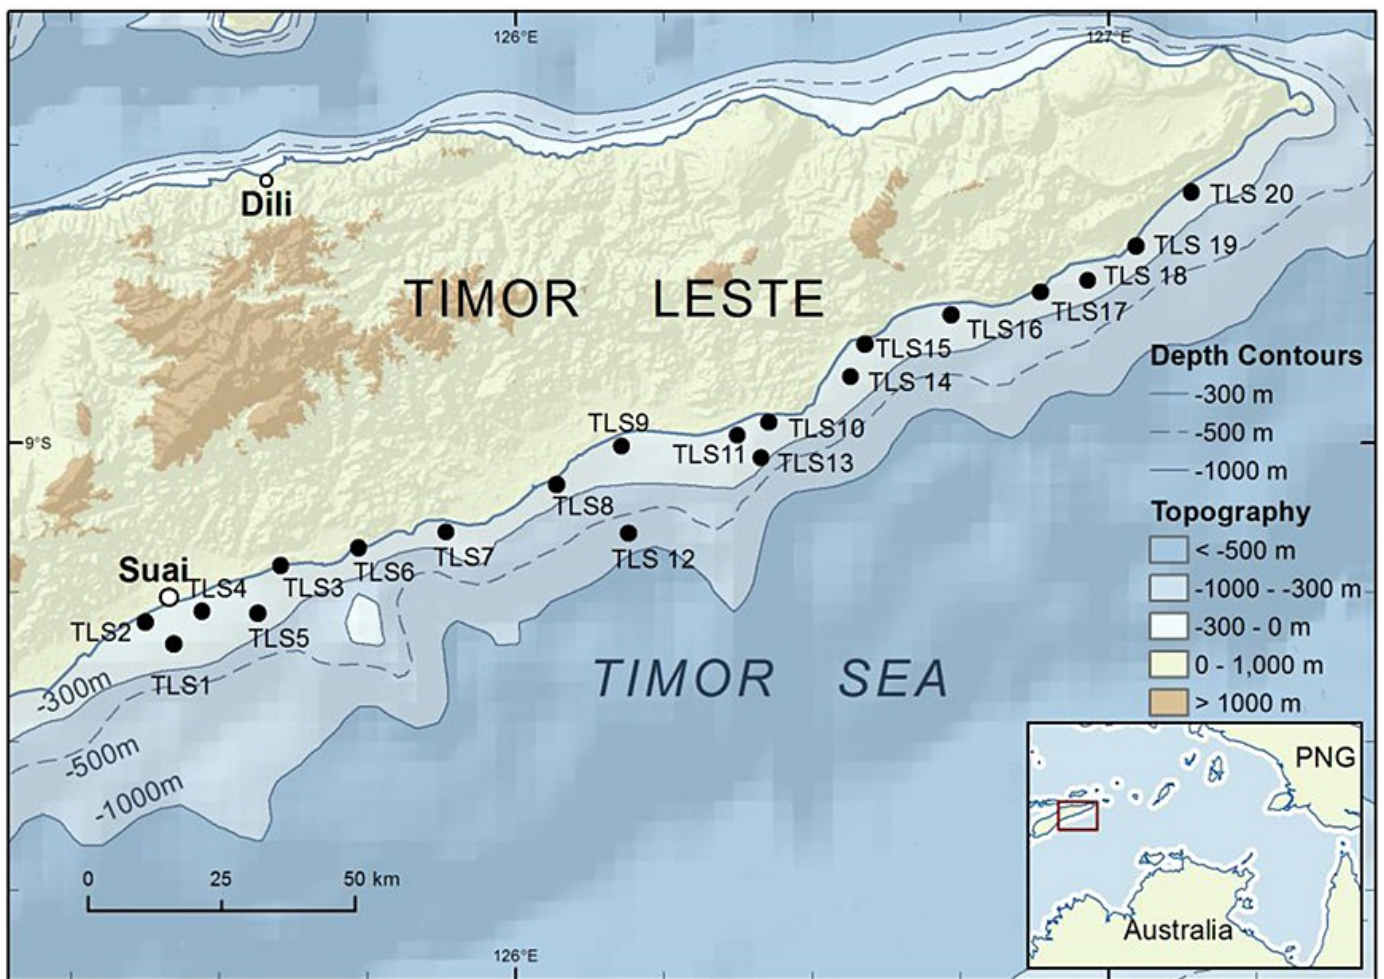 126°E
127°E
Dili
TLS 20
TLS 19
TLS 18
TLS17
TLS16
TIMOR LESTE
TLS15
TLS 14
Depth Contours
-300 m
-500 m
-1000 m
TLS9
TLS10
TLS11
TLS13
9°S
TLS8
Topography
< -500 m
-1000 - -300 m
-300 - 0 m
0 - 1,000 m
> 1000 m
TLS7
TLS 12
TLS6
Suai
TLS4
TLS3
TLS2
TLS5
TLS1
TIMOR SEA
-300m
-500m
-1000m
PNG
Australia
0 25 50 km
126°E